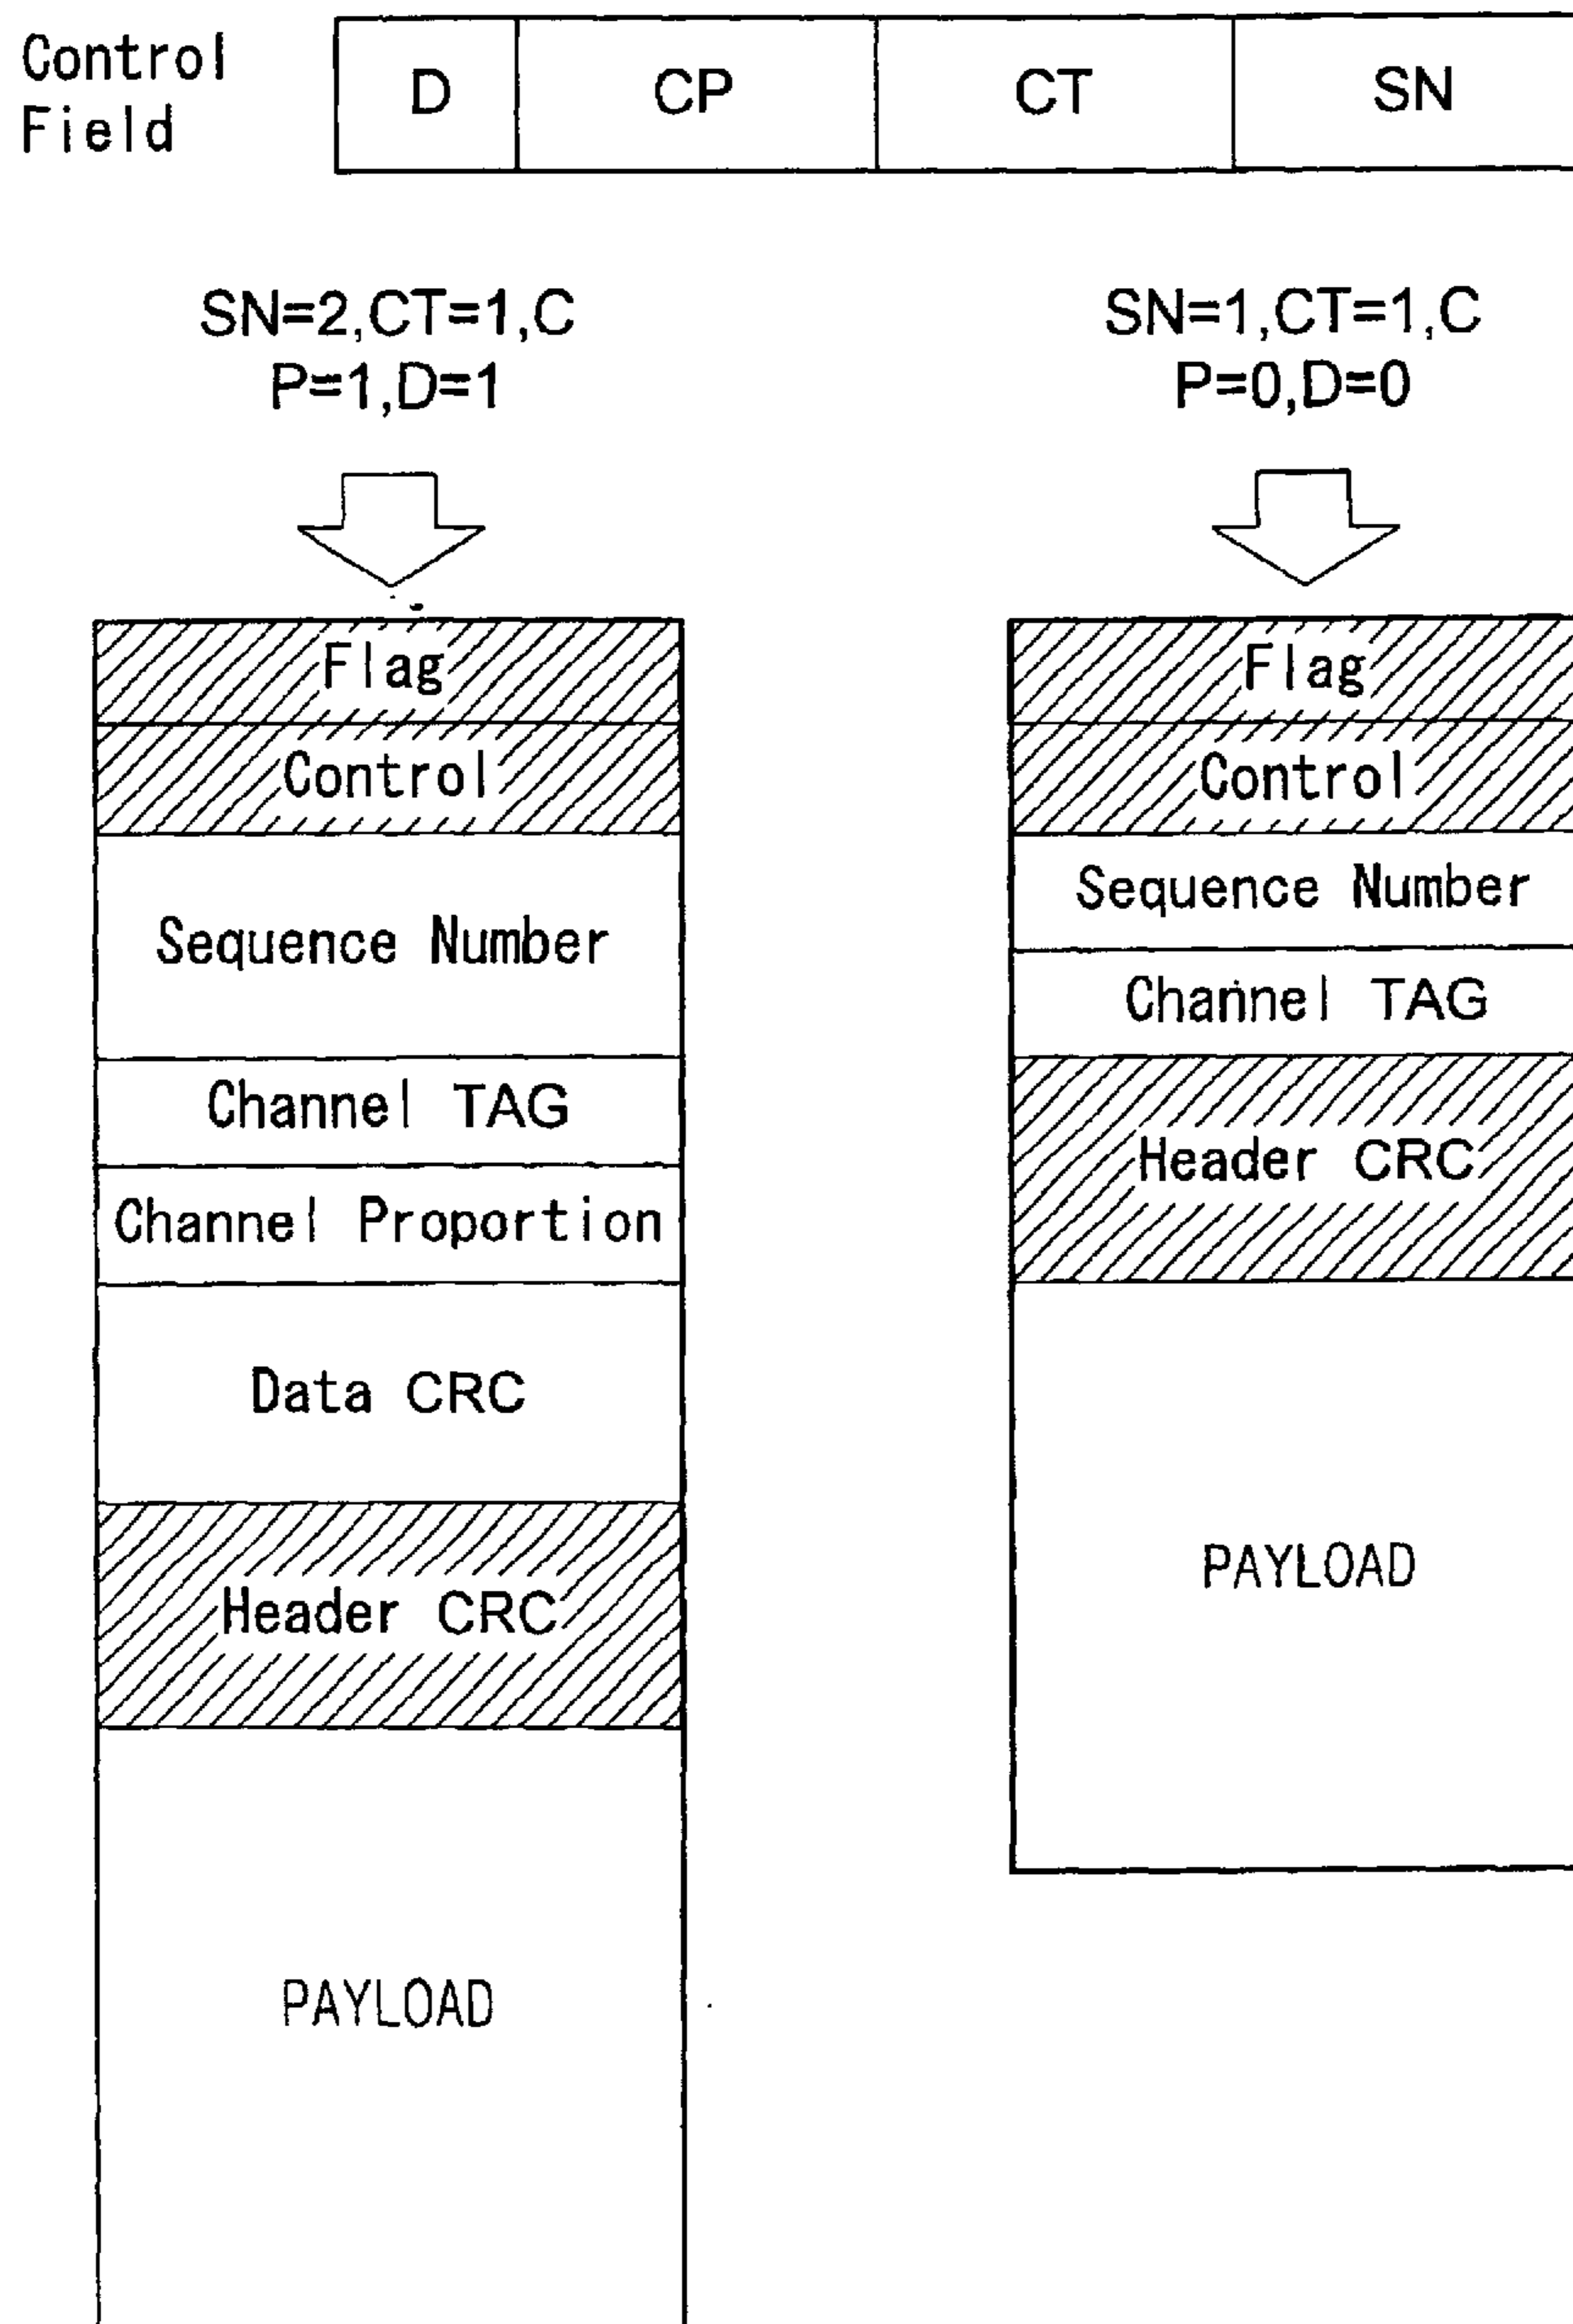 Control
Field
D CP CT SN
SN=2,CT=1,C
P=1,D=1
SN=1,CT=1,C
P=0,D=0
Flag
Control
Sequence Number
Channel TAG
Channel Proportion
Data CRC
Header CRC
PAYLOAD
Flag
Control
Sequence Number
Channel TAG
Header CRC
PAYLOAD